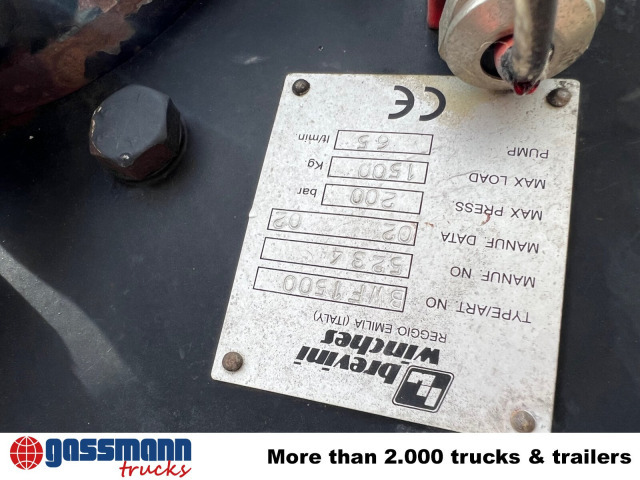 brevini
winches
REGGIO EMILIA (ITALY)
TYPE/ART. NO BWF1500
MANUF. NO 5234
MANUF. DATA 02 02
MAX PRESS 200 bar
MAX LOAD 1500 Kg
PUMP 65 lt/min.
CE
gassmann
trucks
More than 2.000 trucks & trailers